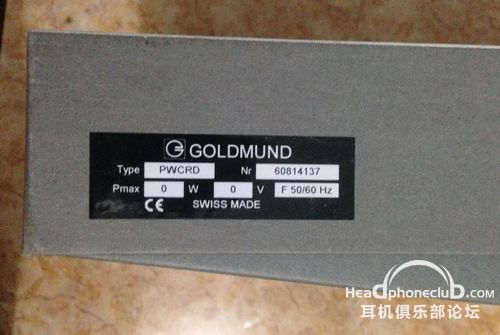 GOLDMUND
Type PWCRD Nr 60814137
Pmax 0 W 0 V F 50/60 Hz
CE SWISS MADE
HeadphonecluB.com
耳机俱乐部论坛